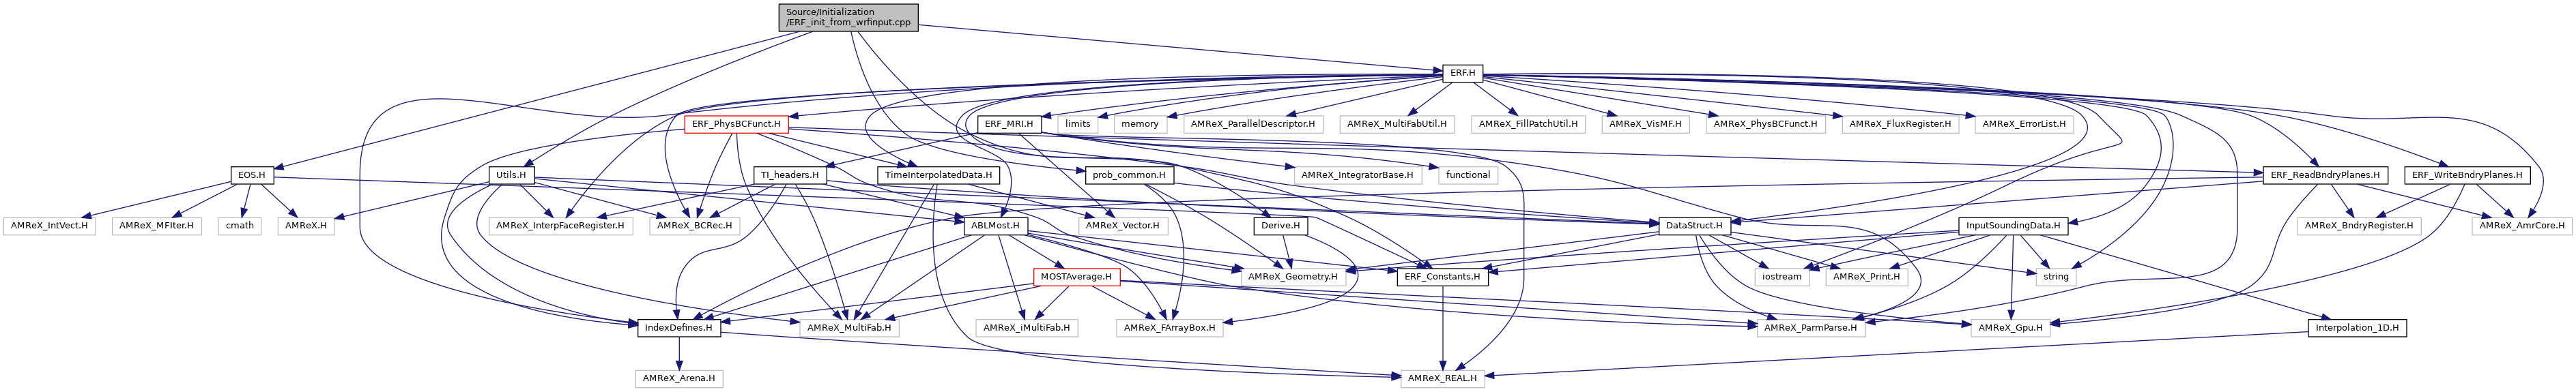 Source/Initialization
/ERF_init_from_wrfinput.cpp
ERF.H
ERF_PhysBCFunct.H
ERF_MRI.H
limits
memory
AMReX_ParallelDescriptor.H
AMReX_MultiFabUtil.H
AMReX_FillPatchUtil.H
AMReX_VisMF.H
AMReX_PhysBCFunct.H
AMReX_FluxRegister.H
AMReX_ErrorList.H
EOS.H
Utils.H
TI_headers.H
TimeInterpolatedData.H
prob_common.H
AMReX_IntegratorBase.H
functional
ERF_ReadBndryPlanes.H
ERF_WriteBndryPlanes.H
AMReX_IntVect.H
AMReX_MFIter.H
cmath
AMReX.H
AMReX_InterpFaceRegister.H
AMReX_BCRec.H
ABLMost.H
AMReX_Vector.H
Derive.H
DataStruct.H
InputSoundingData.H
AMReX_BndryRegister.H
AMReX_AmrCore.H
MOSTAverage.H
AMReX_Geometry.H
ERF_Constants.H
iostream
AMReX_Print.H
string
IndexDefines.H
AMReX_MultiFab.H
AMReX_iMultiFab.H
AMReX_FArrayBox.H
AMReX_ParmParse.H
AMReX_Gpu.H
Interpolation_1D.H
AMReX_Arena.H
AMReX_REAL.H